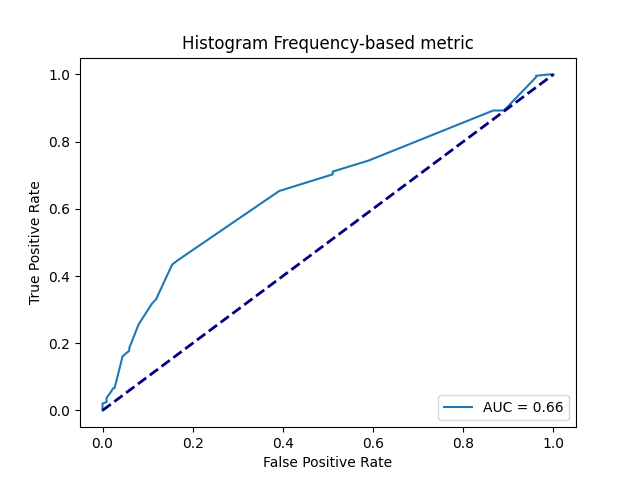 Histogram Frequency-based metric
1.0
0.8
0.6
0.4
0.2
0.0
True Positive Rate
AUC = 0.66
0.0 0.2 0.4 0.6 0.8 1.0
False Positive Rate